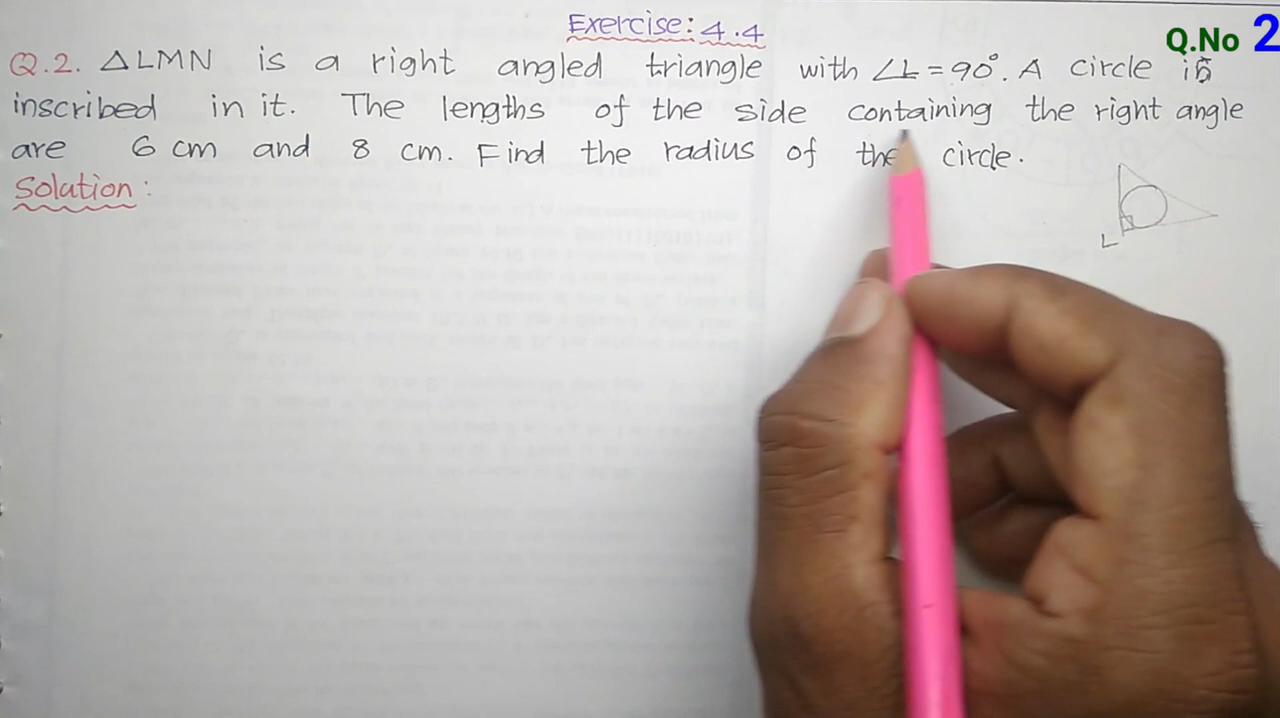 Exercise: 4.4
Q.No 2
Q.2. △LMN is a right angled triangle with ∠L = 90°. A circle is
inscribed in it. The lengths of the side containing the right angle
are 6 cm and 8 cm. Find the radius of the circle.
Solution:
L